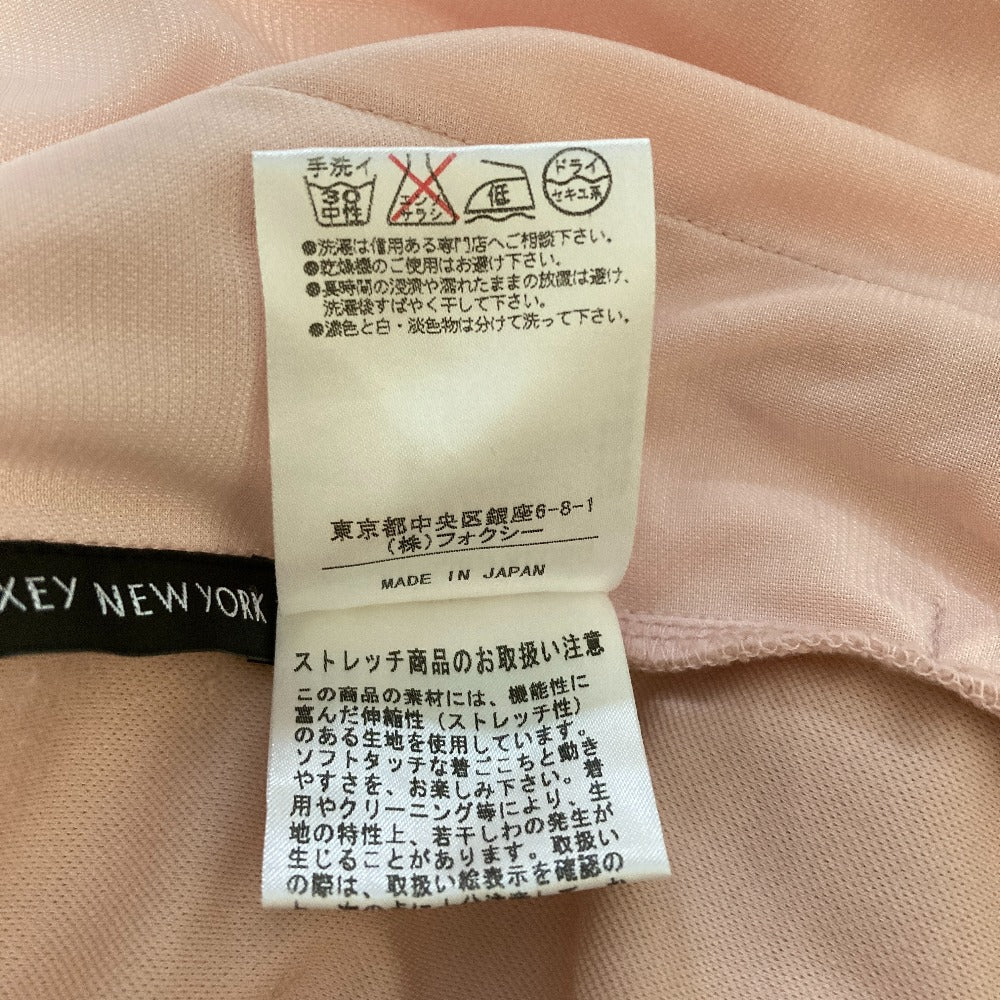 手洗イ
30
中性
エンソ
サラシ
低
ドライ
セキユ系
●洗濯は信用ある専門店へご相談下さい。
●乾燥機のご使用はお避け下さい。
●長時間の浸漬や濡れたままの放置は避け、
洗濯後すばやく干して下さい。
●濃色と白・淡色物は分けて洗って下さい。
東京都中央区銀座6-8-1
(株)フォクシー
MADE IN JAPAN
XEY NEW YORK
ストレッチ商品のお取扱い注意
この商品の素材には、機能性に
富んだ伸縮性(ストレッチ性)
のある生地を使用しています。
ソフトタッチな着ごこちと動き
やすさを、お楽しみ下さい。着
用やクリーニング等により、生
地の特性上、若干しわの発生が
生じることがあります。取扱い
の際は、取扱い絵表示を確認の